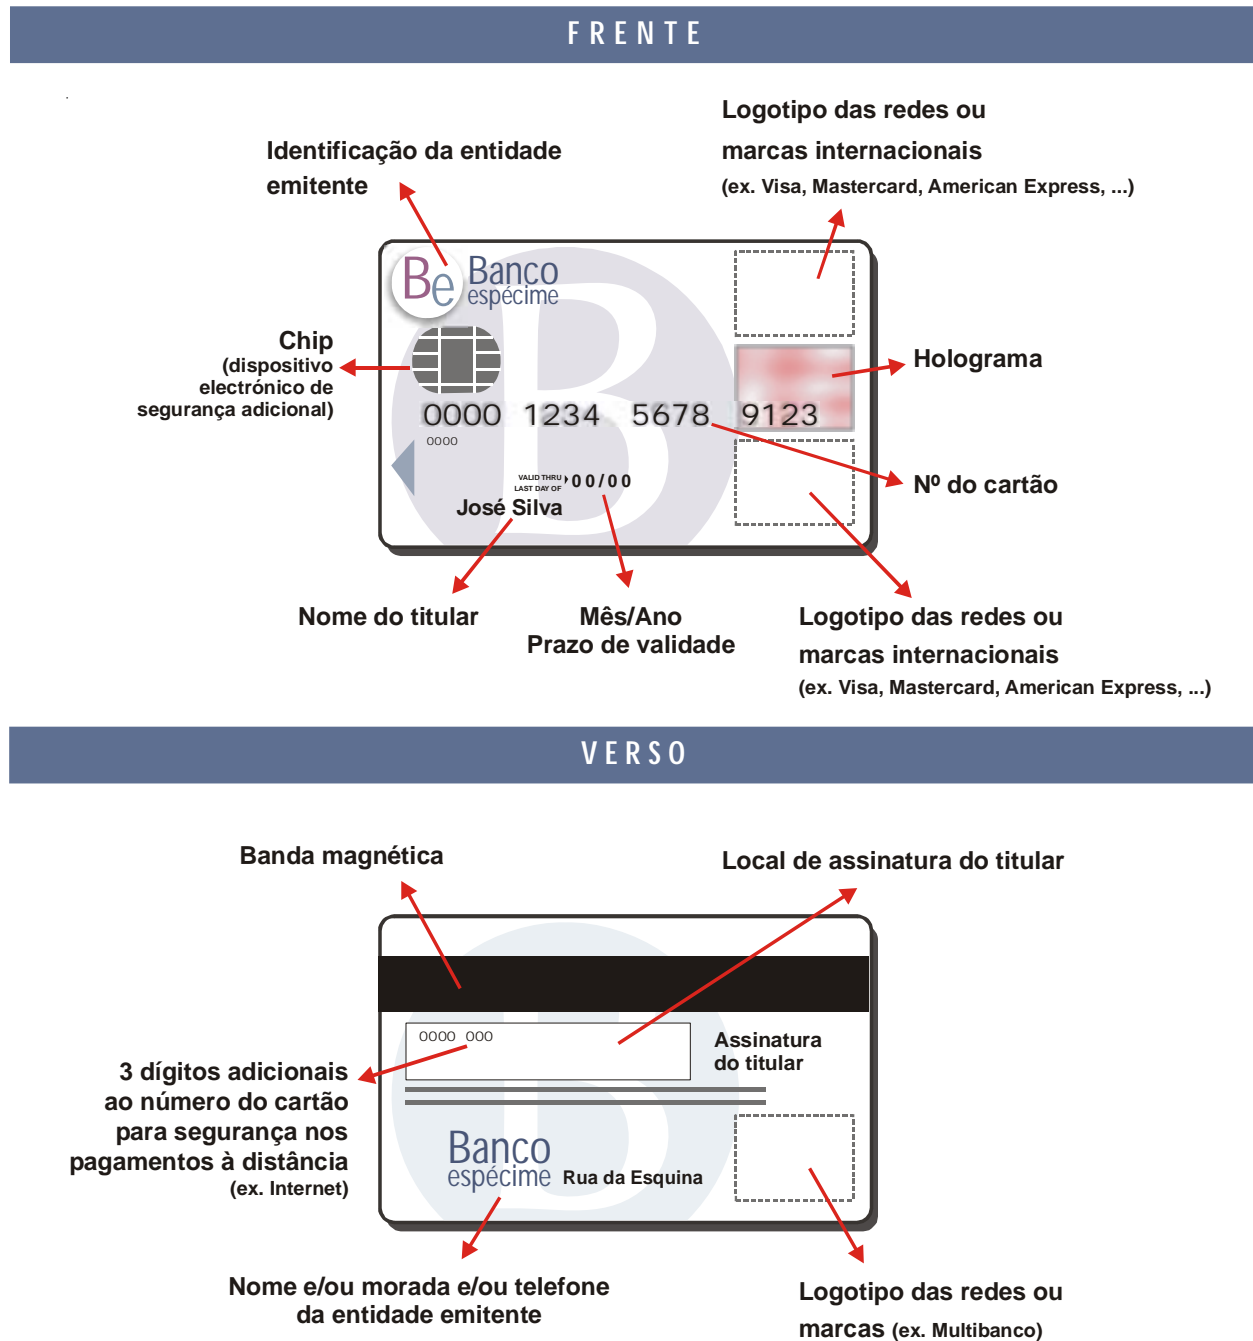 FRENTE
Logotipo das redes ou
marcas internacionais
(ex. Visa, Mastercard, American Express, ...)
Identificação da entidade
emitente
Be Banco
espécime
Chip
(dispositivo
electrónico de
segurança adicional)
Holograma
0000 1234 5678 9123
0000
Nº do cartão
VALID THRU
LAST DAY OF
00/00
José Silva
Nome do titular
Mês/Ano
Prazo de validade
Logotipo das redes ou
marcas internacionais
(ex. Visa, Mastercard, American Express, ...)
VERSO
Banda magnética
Local de assinatura do titular
0000 000
Assinatura
do titular
3 dígitos adicionais
ao número do cartão
para segurança nos
pagamentos à distância
(ex. Internet)
Banco
espécime Rua da Esquina
Nome e/ou morada e/ou telefone
da entidade emitente
Logotipo das redes ou
marcas (ex. Multibanco)